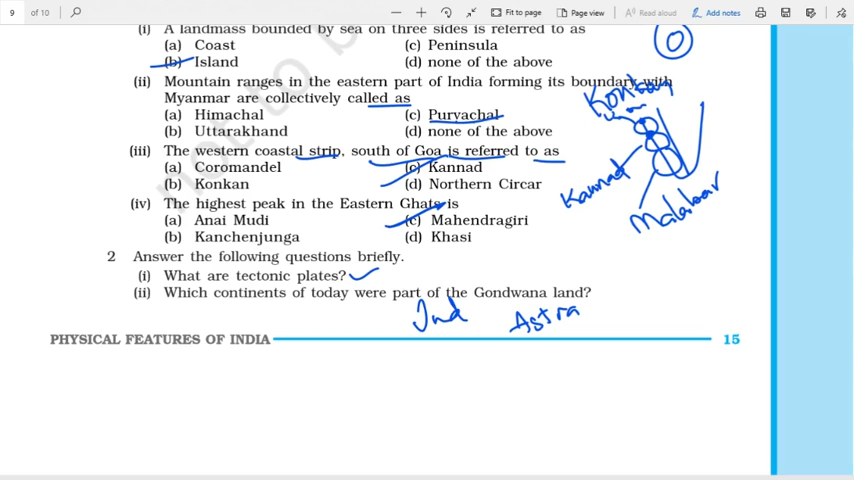 9 of 10 Fit to page Page view Read aloud Add notes
(i) A landmass bounded by sea on three sides is referred to as
(a) Coast (c) Peninsula
(b) Island (d) none of the above
(ii) Mountain ranges in the eastern part of India forming its boundary with
Myanmar are collectively called as
(a) Himachal (c) Purvachal
(b) Uttarakhand (d) none of the above
(iii) The western coastal strip, south of Goa is referred to as
(a) Coromandel (c) Kannad
(b) Konkan (d) Northern Circar
(iv) The highest peak in the Eastern Ghats is
(a) Anai Mudi (c) Mahendragiri
(b) Kanchenjunga (d) Khasi
2 Answer the following questions briefly.
(i) What are tectonic plates?
(ii) Which continents of today were part of the Gondwana land?
Ind Astra
PHYSICAL FEATURES OF INDIA 15
Kannad
Malabar
not to b